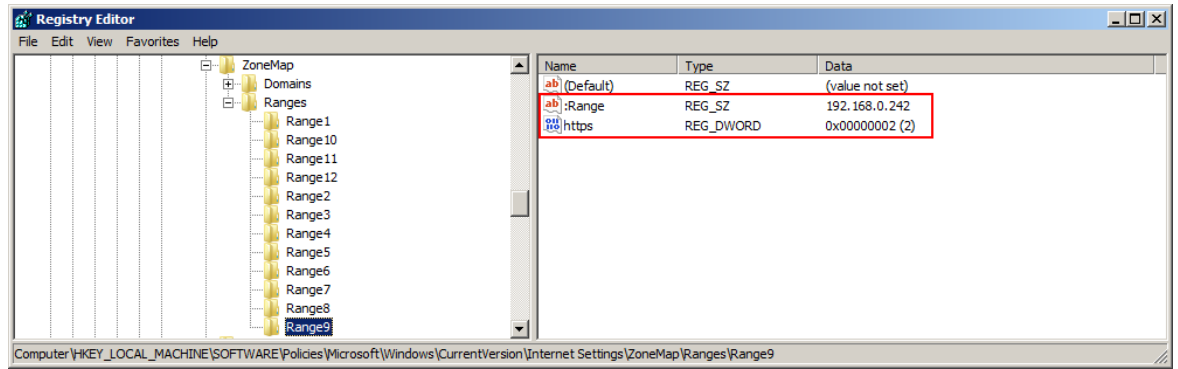 Registry Editor
File Edit View Favorites Help
ZoneMap
Domains
Ranges
Range1
Range10
Range11
Range12
Range2
Range3
Range4
Range5
Range6
Range7
Range8
Range9
Name Type Data
(Default) REG_SZ (value not set)
:Range REG_SZ 192.168.0.242
https REG_DWORD 0x00000002 (2)
Computer\HKEY_LOCAL_MACHINE\SOFTWARE\Policies\Microsoft\Windows\CurrentVersion\Internet Settings\ZoneMap\Ranges\Range9